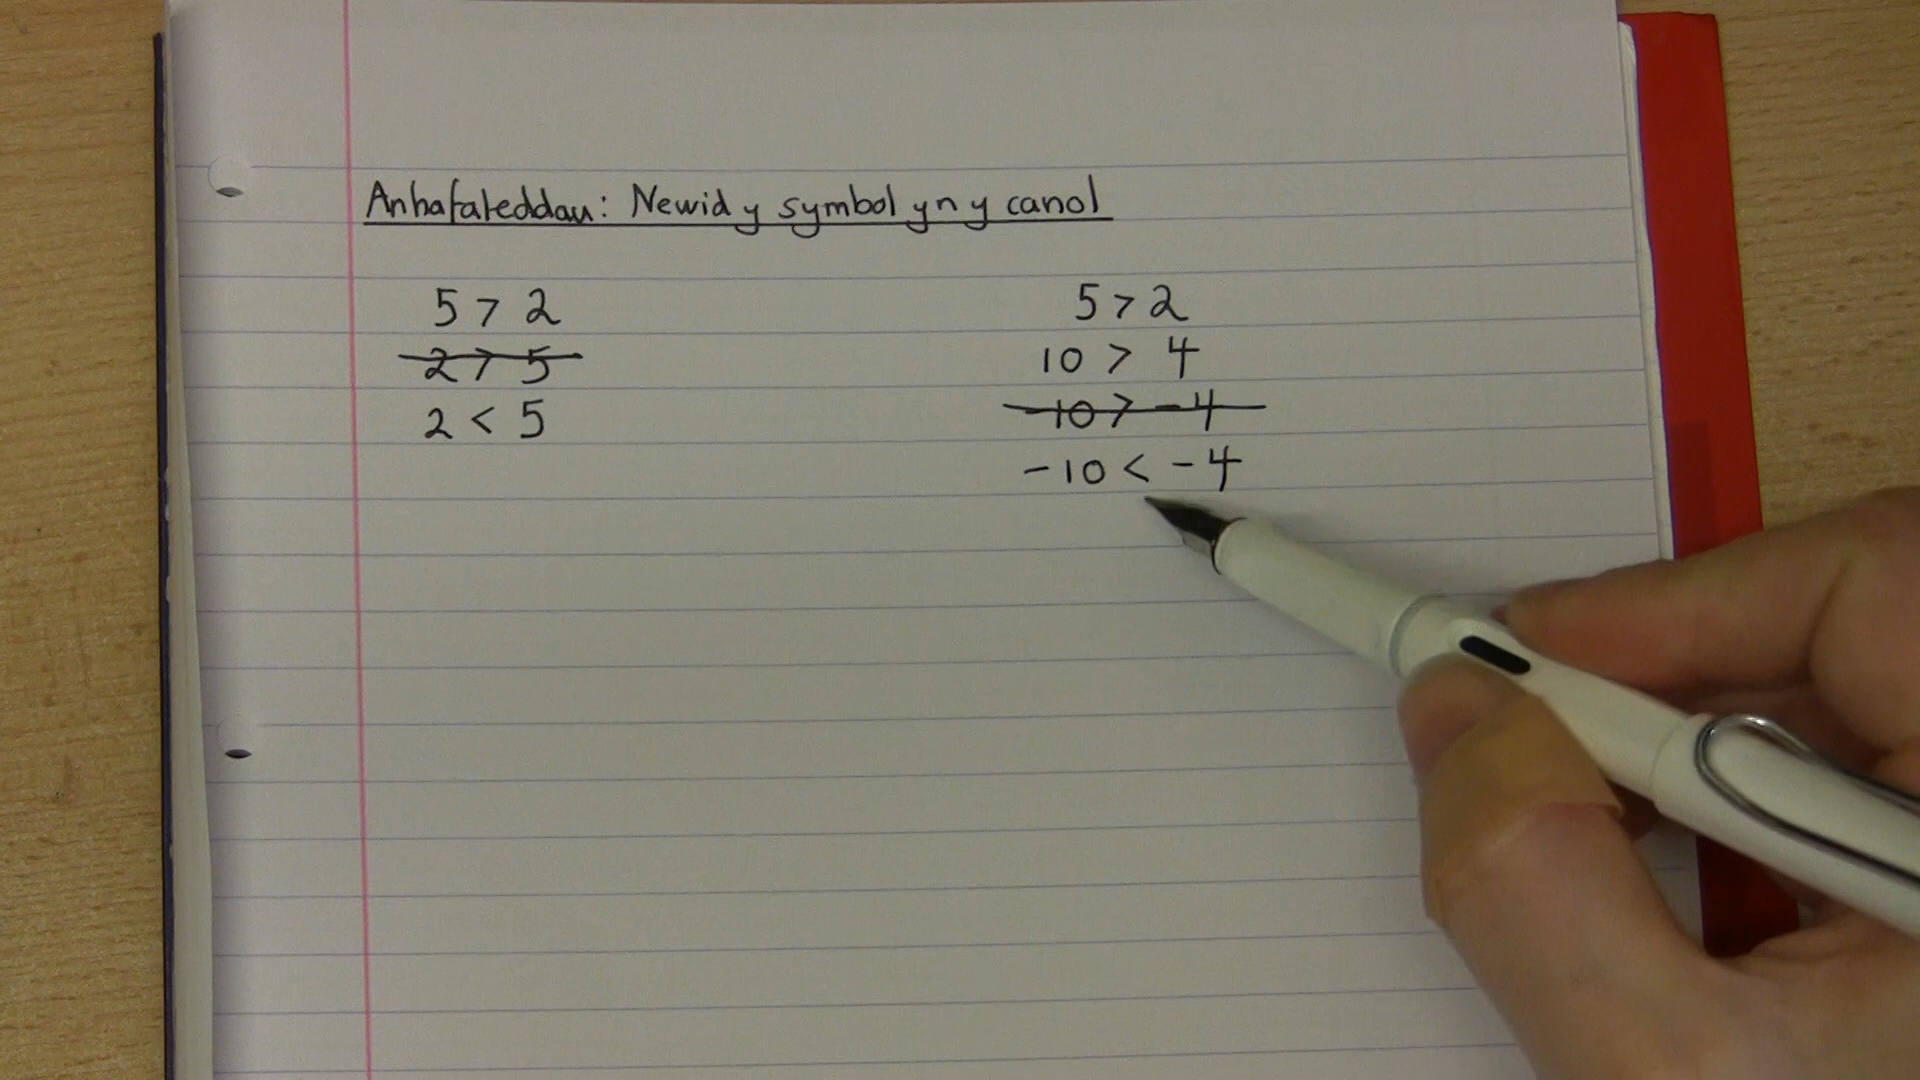 Anhafaleddau: Newid y symbol yn y canol
5 > 2
2 > 5
2 < 5
5 > 2
10 > 4
-10 > -4
-10 < -4